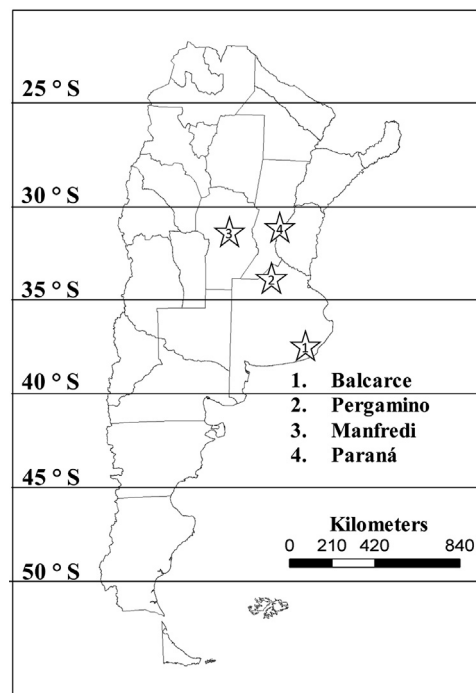 25 ° S
30 ° S
3
4
2
35 ° S
1
1. Balcarce
40 ° S
2. Pergamino
3. Manfredi
4. Paraná
45 ° S
Kilometers
0 210 420 840
50 ° S